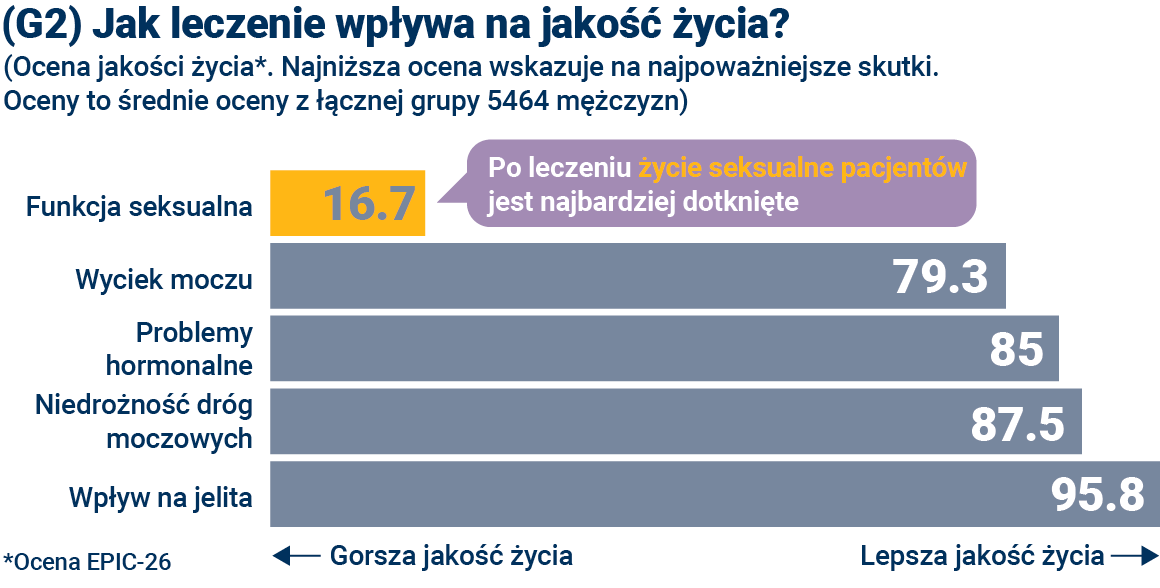 (G2) Jak leczenie wpływa na jakość życia?
(Ocena jakości życia*. Najniższa ocena wskazuje na najpoważniejsze skutki.
Oceny to średnie oceny z łącznej grupy 5464 mężczyzn)
Po leczeniu życie seksualne pacjentów
jest najbardziej dotknięte
Funkcja seksualna 16.7
Wyciek moczu 79.3
Problemy
hormonalne 85
Niedrożność dróg
moczowych 87.5
Wpływ na jelita 95.8
*Ocena EPIC-26 Gorsza jakość życia Lepsza jakość życia